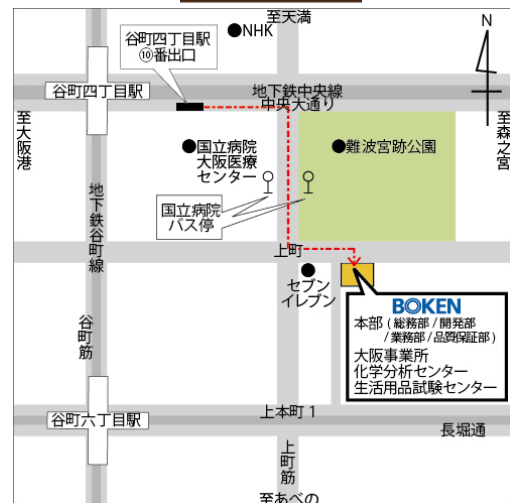 至天満
N
●NHK
谷町四丁目駅
⑩番出口
谷町四丁目駅
地下鉄中央線
中央大通り
至大阪港
至森之宮
●国立病院
大阪医療
センター
●難波宮跡公園
国立病院
バス停
地下鉄谷町線
上町
セブン
イレブン
谷町筋
BOKEN
本部 ( 総務部 / 開発部
/ 業務部 / 品質保証部 )
大阪事業所
化学分析センター
生活用品試験センター
谷町六丁目駅
上本町 1
長堀通
上町筋
至あべの